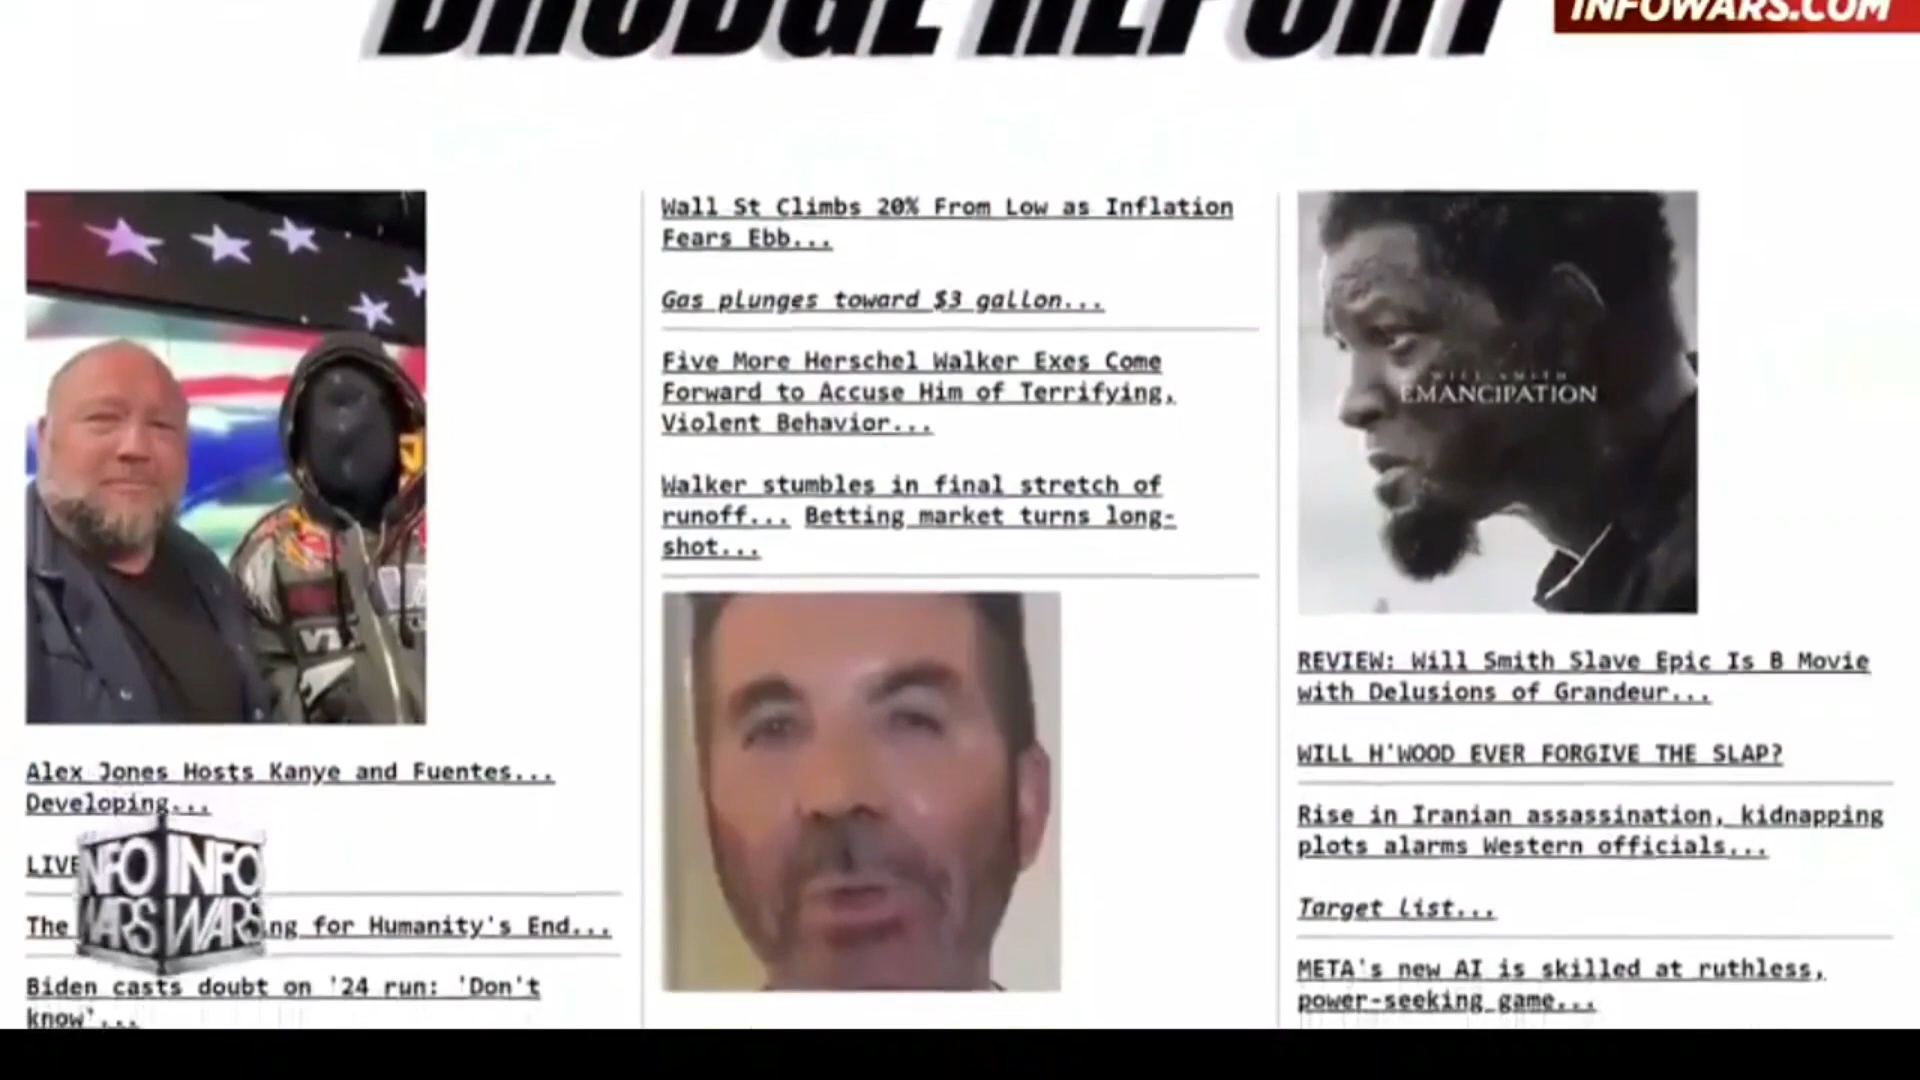 DRUDGE REPORT
INFOWARS.COM
Alex Jones Hosts Kanye and Fuentes...
Developing...
LIVE
The
ng for Humanity's End...
INFO INFO
WARS WARS
Biden casts doubt on '24 run: 'Don't
know'...
Wall St Climbs 20% From Low as Inflation
Fears Ebb...
Gas plunges toward $3 gallon...
Five More Herschel Walker Exes Come
Forward to Accuse Him of Terrifying,
Violent Behavior...
Walker stumbles in final stretch of
runoff... Betting market turns long-
shot...
WILL SMITH
EMANCIPATION
REVIEW: Will Smith Slave Epic Is B Movie
with Delusions of Grandeur...
WILL H'WOOD EVER FORGIVE THE SLAP?
Rise in Iranian assassination, kidnapping
plots alarms Western officials...
Target list...
META's new AI is skilled at ruthless,
power-seeking game...